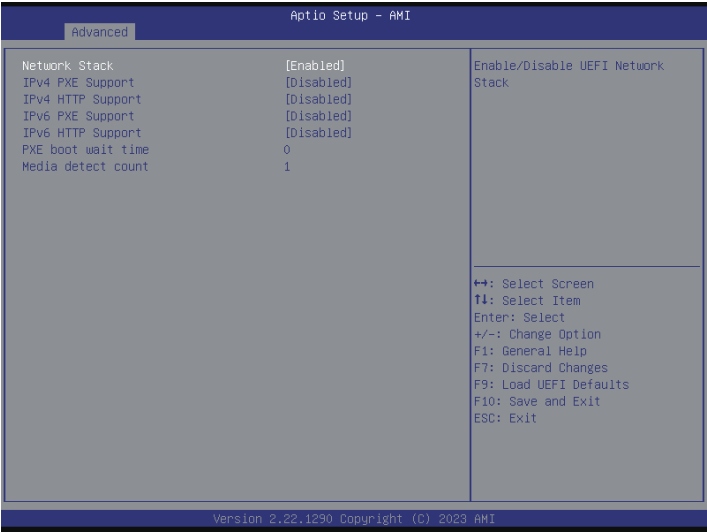 Aptio Setup - AMI
Advanced
Network Stack [Enabled]
IPv4 PXE Support [Disabled]
IPv4 HTTP Support [Disabled]
IPv6 PXE Support [Disabled]
IPv6 HTTP Support [Disabled]
PXE boot wait time 0
Media detect count 1
Enable/Disable UEFI Network
Stack
→←: Select Screen
↑↓: Select Item
Enter: Select
+/-: Change Option
F1: General Help
F7: Discard Changes
F9: Load UEFI Defaults
F10: Save and Exit
ESC: Exit
Version 2.22.1290 Copyright (C) 2023 AMI